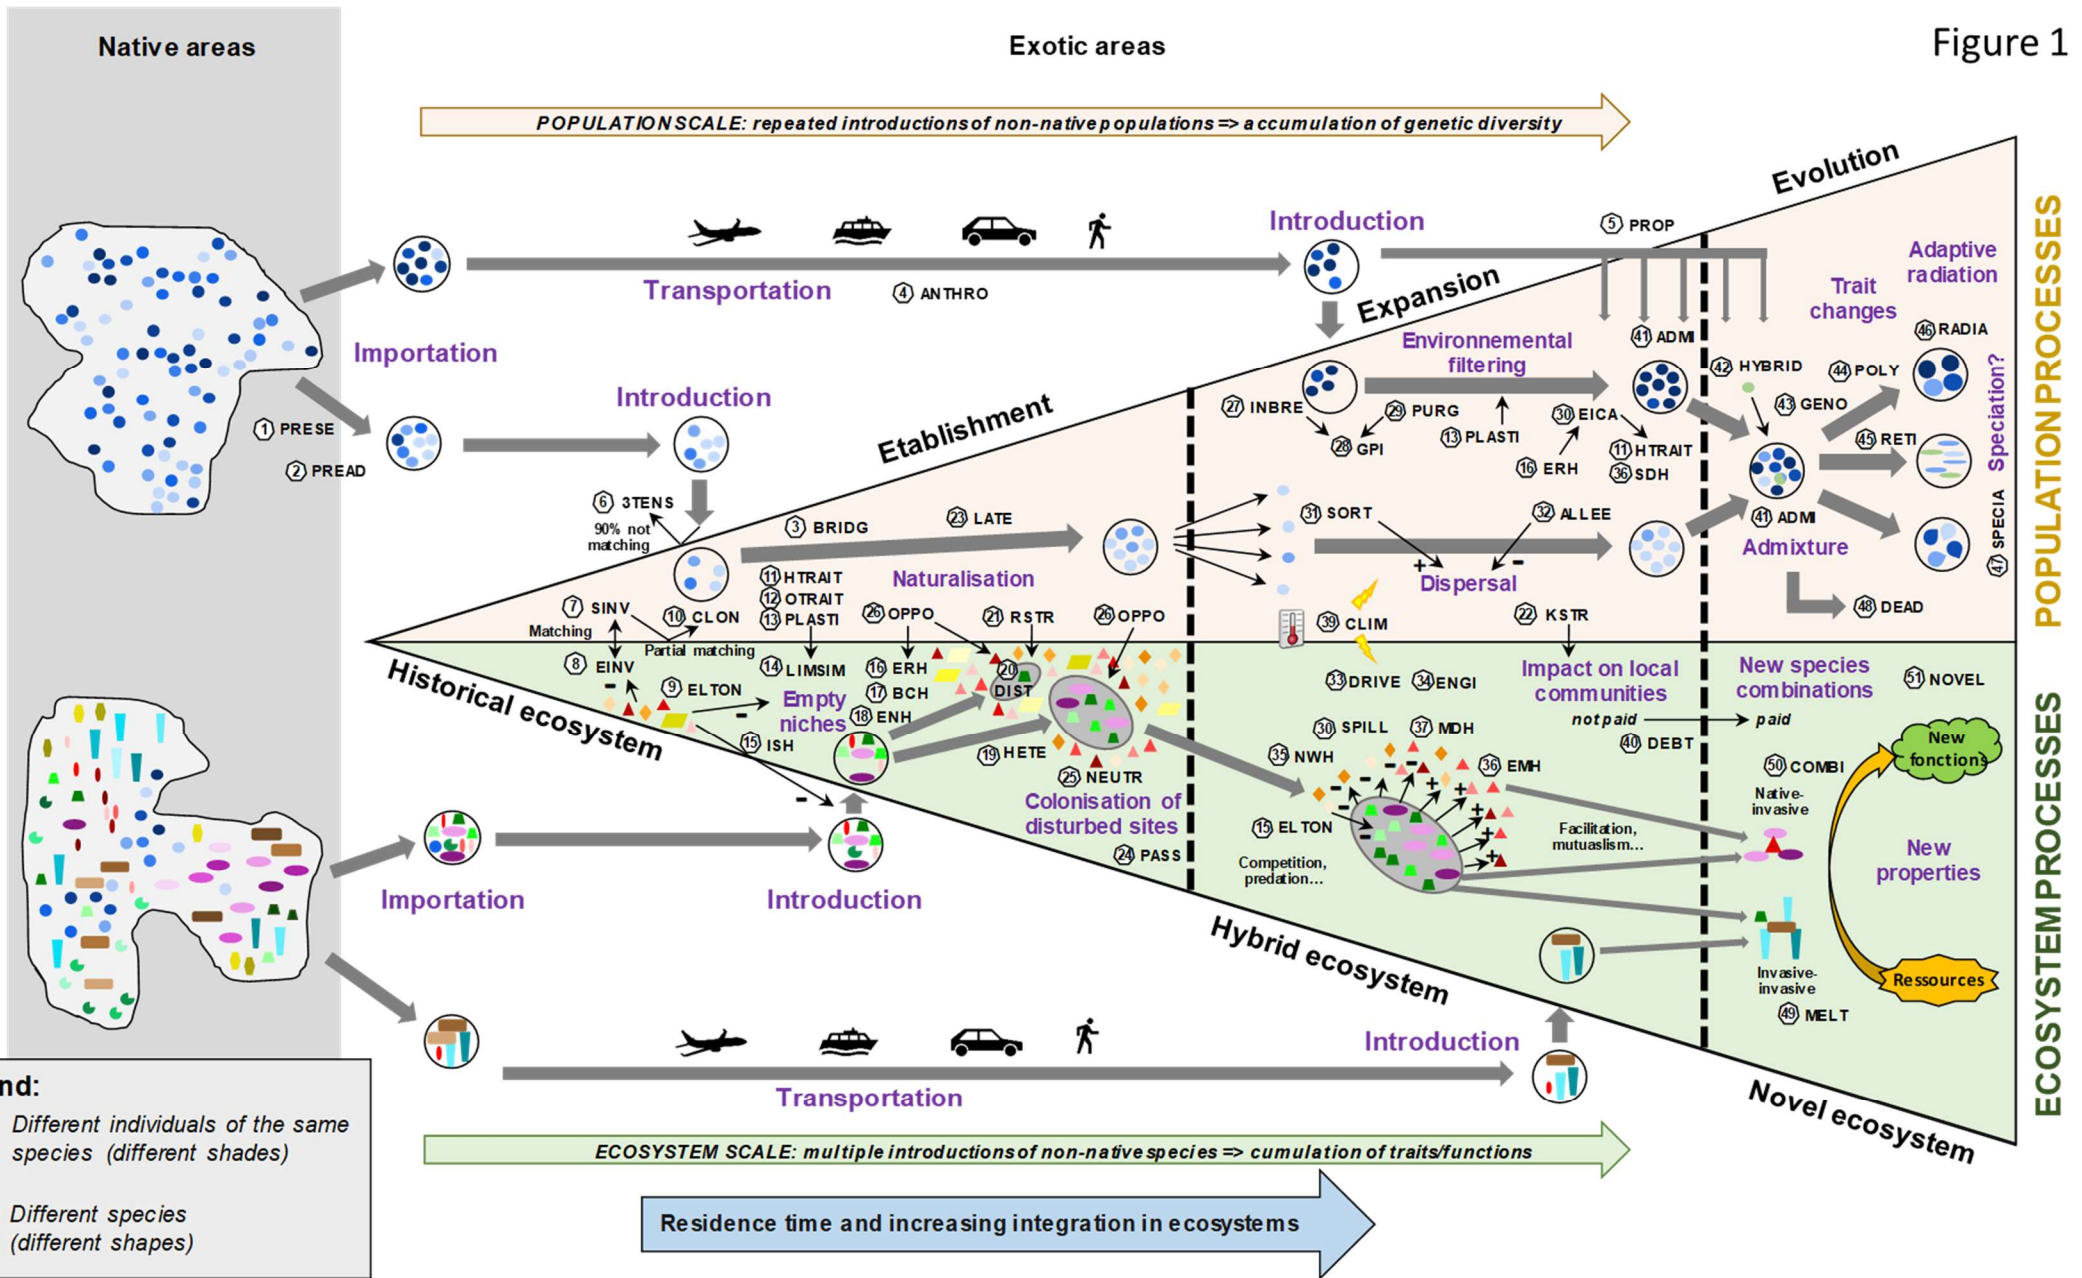 Native areas
Exotic areas
Figure 1
POPULATION SCALE: repeated introductions of non-native populations => accumulation of genetic diversity
Evolution
Introduction
5 PROP
Adaptive
radiation
Transportation
4 ANTHRO
Expansion
Trait
changes
Importation
Environnemental
filtering
41 ADMI
46 RADIA
42 HYBRID
44 POLY
Introduction
Etablishment
27 INBRE
29 PURG
30 EICA
43 GENO
Speciation?
1 PRESE
13 PLASTI
28 GPI
11 HTRAIT
45 RETI
2 PREAD
16 ERH
36 SDH
6 3TENS
90% not
matching
3 BRIDG
23 LATE
31 SORT
32 ALLEE
41 ADMI
Admixture
47 SPECIA
Naturalisation
+
-
Dispersal
11 HTRAIT
12 OTRAIT
13 PLASTI
7 SINV
10 CLON
26 OPPO
21 RSTR
26 OPPO
39 CLIM
22 KSTR
48 DEAD
Matching
Partial matching
POPULATION PROCESSES
8 EINV
14 LIMSIM
16 ERH
20
DIST
Historical ecosystem
-
9 ELTON
-
Empty
niches
17 BCH
18 ENH
33 DRIVE
34 ENGI
Impact on local
communities
New species
combinations
51 NOVEL
not paid
paid
40 DEBT
15 ISH
19 HETE
30 SPILL
37 MDH
35 NWH
36 EMH
25 NEUTR
-
Colonisation of
disturbed sites
24 PASS
15 ELTON
Competition,
predation...
- - - - - -
+ + + + +
Facilitation,
mutuaslism...
50 COMBI
Native-
invasive
New
fonctions
New
properties
Importation
Introduction
Hybrid ecosystem
Invasive-
invasive
49 MELT
Ressources
Introduction
Transportation
Novel ecosystem
ECOSYSTEM PROCESSES
nd:
Different individuals of the same
species (different shades)
Different species
(different shapes)
ECOSYSTEM SCALE: multiple introductions of non-native species => cumulation of traits/functions
Residence time and increasing integration in ecosystems